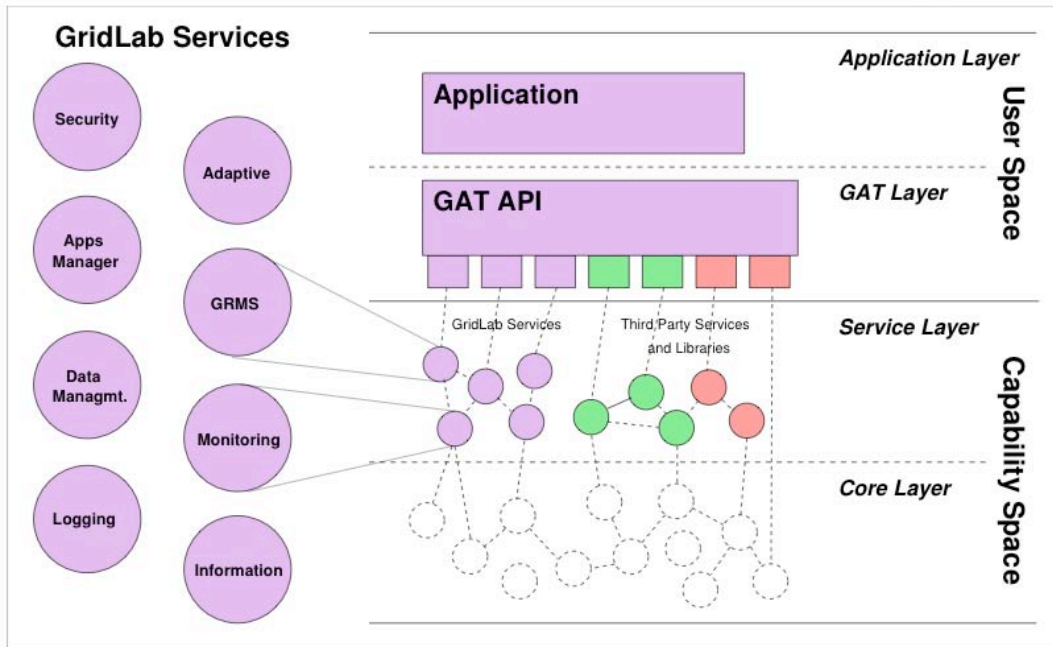 GridLab Services
Security
Adaptive
Apps
Manager
GRMS
Data
Managmt.
Monitoring
Logging
Information
Application Layer
Application
GAT Layer
GAT API
User Space
Service Layer
GridLab Services
Third Party Services
and Libraries
Core Layer
Capability Space